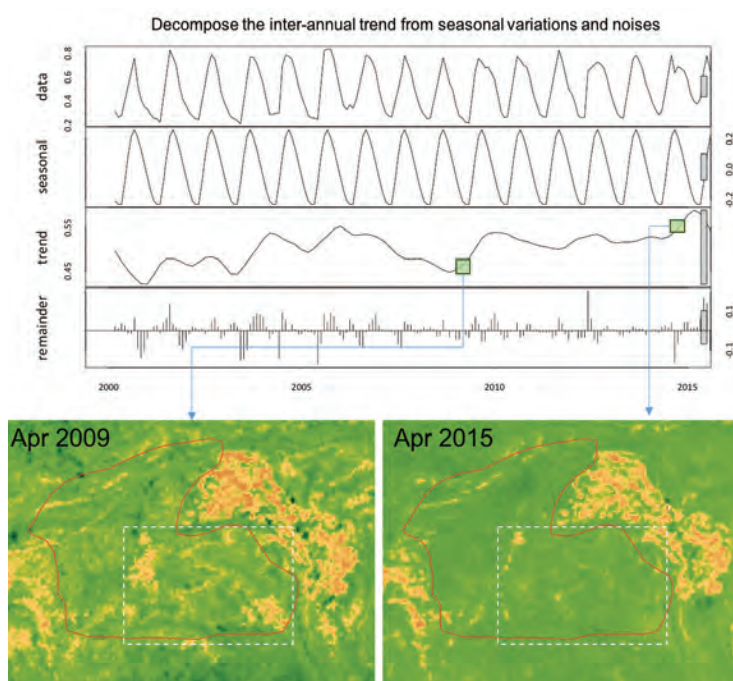 Decompose the inter-annual trend from seasonal variations and noises
data
0.2 0.4 0.6 0.8
seasonal
-0.2 0.0 0.2
trend
0.45 0.55
remainder
-0.1 0.1
2000 2005 2010 2015
Apr 2009
Apr 2015